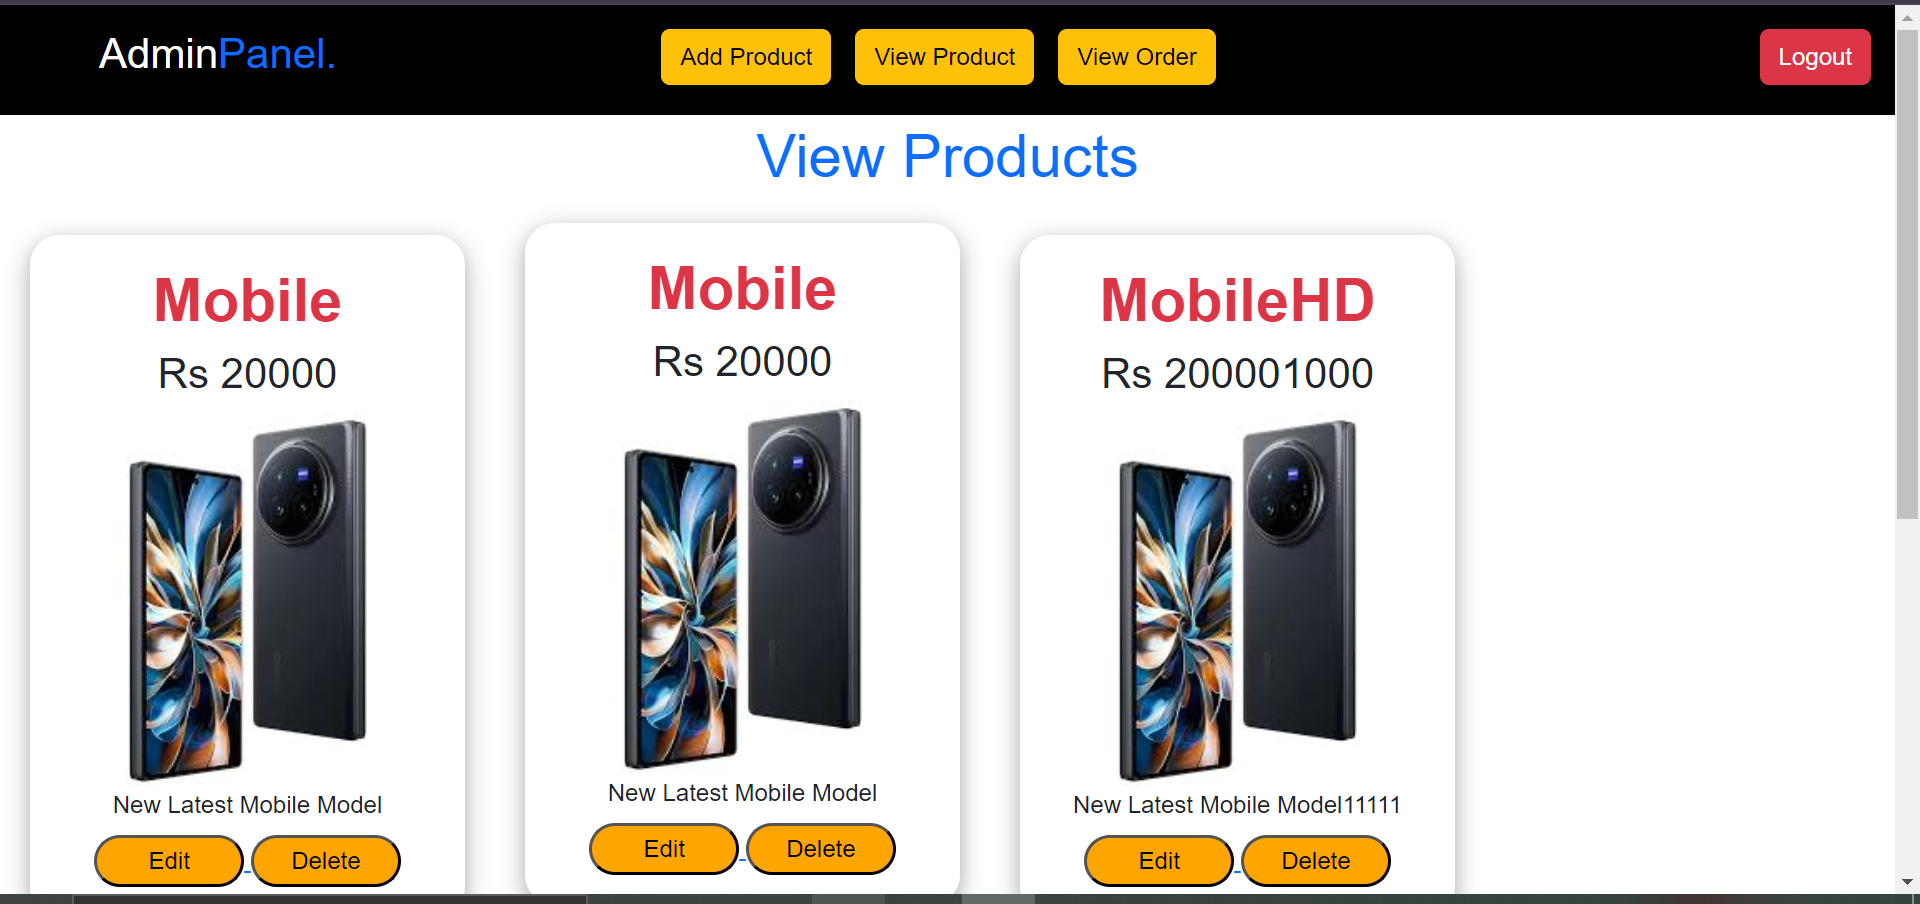 AdminPanel.
Add Product
View Product
View Order
Logout
View Products
Mobile
Rs 20000
New Latest Mobile Model
Edit
Delete
Mobile
Rs 20000
New Latest Mobile Model
Edit
Delete
MobileHD
Rs 200001000
New Latest Mobile Model11111
Edit
Delete